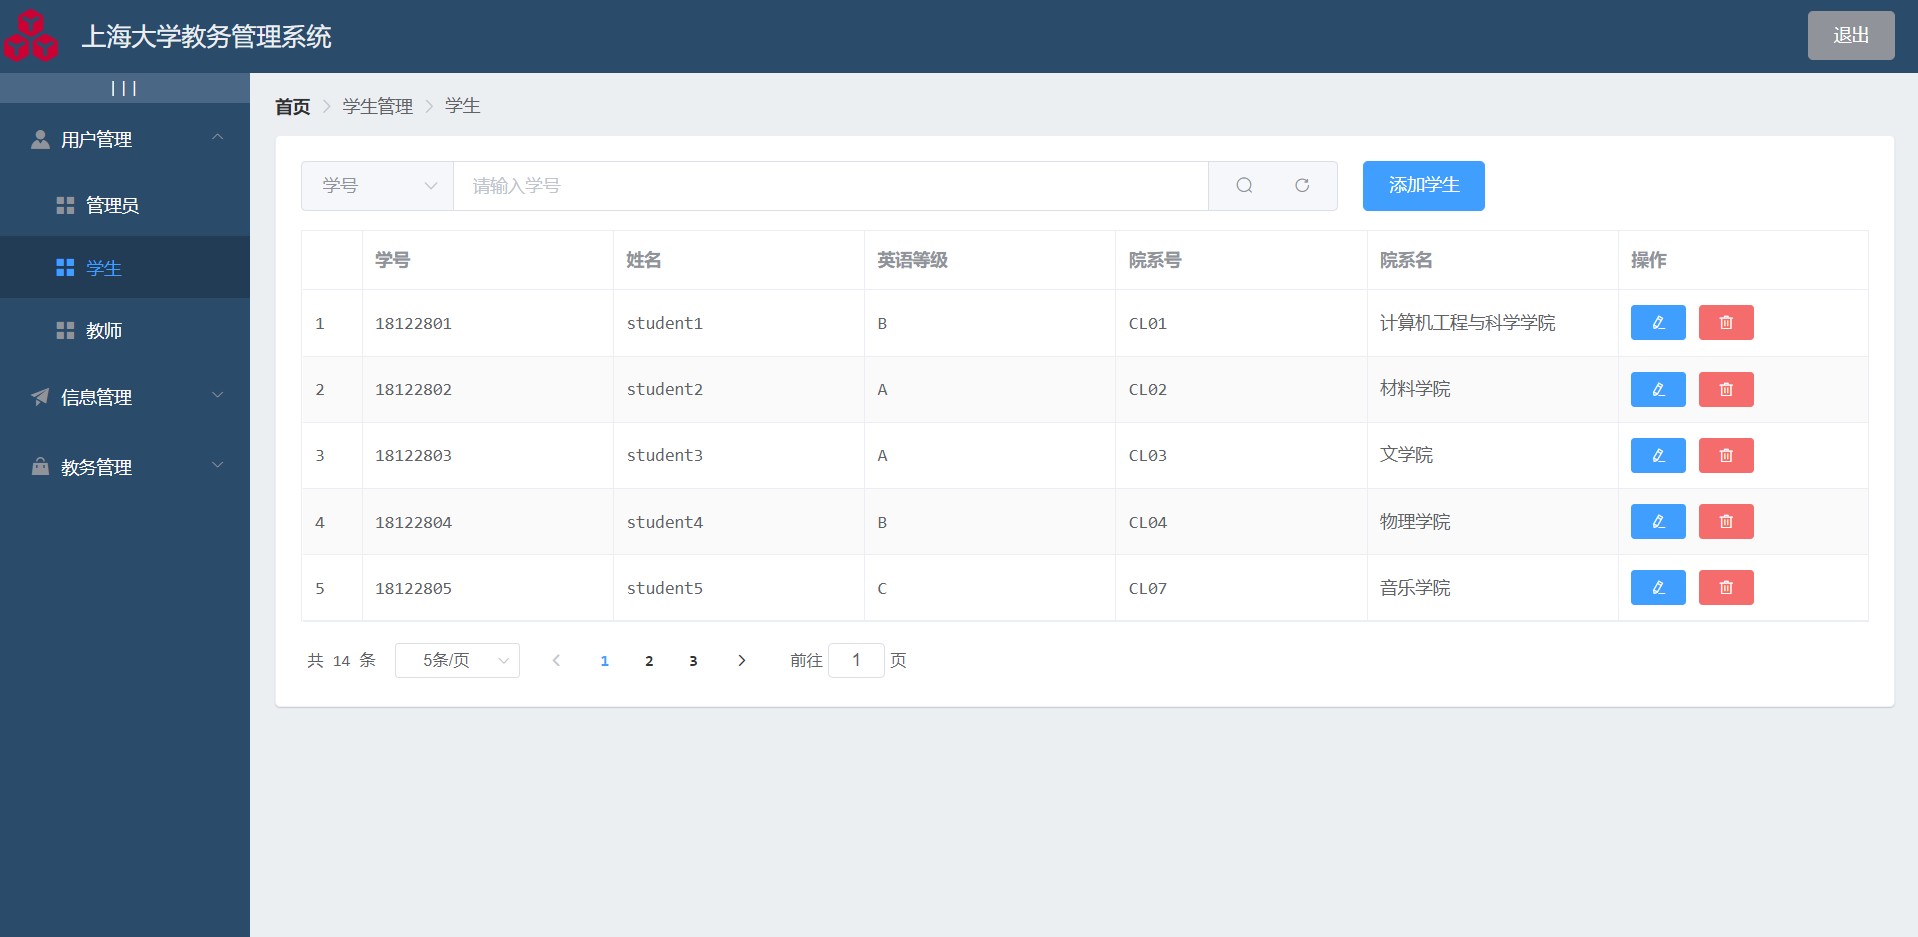 上海大学教务管理系统
退出
|||
首页 > 学生管理 > 学生
用户管理
管理员
学生
教师
信息管理
教务管理
学号 请输入学号 添加学生
学号 姓名 英语等级 院系号 院系名 操作
1 18122801 student1 B CL01 计算机工程与科学学院
2 18122802 student2 A CL02 材料学院
3 18122803 student3 A CL03 文学院
4 18122804 student4 B CL04 物理学院
5 18122805 student5 C CL07 音乐学院
共 14 条 5条/页 < 1 2 3 > 前往 1 页